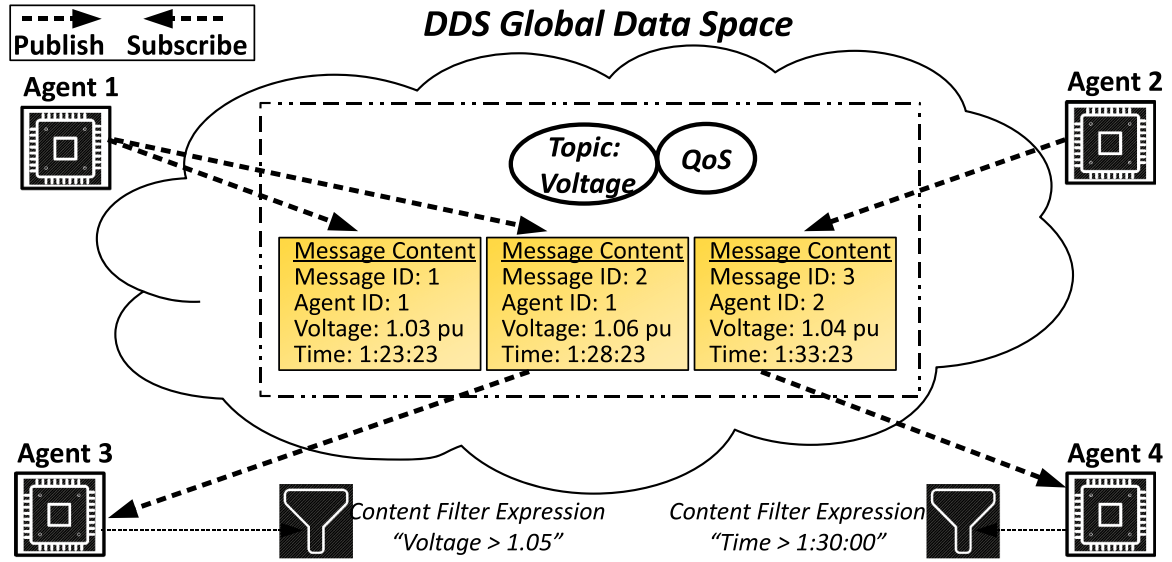 DDS Global Data Space
Publish Subscribe
Agent 1
Agent 2
Topic:
Voltage
QoS
Message Content
Message ID: 1
Agent ID: 1
Voltage: 1.03 pu
Time: 1:23:23
Message Content
Message ID: 2
Agent ID: 1
Voltage: 1.06 pu
Time: 1:28:23
Message Content
Message ID: 3
Agent ID: 2
Voltage: 1.04 pu
Time: 1:33:23
Agent 3
Agent 4
Content Filter Expression
“Voltage > 1.05”
Content Filter Expression
“Time > 1:30:00”